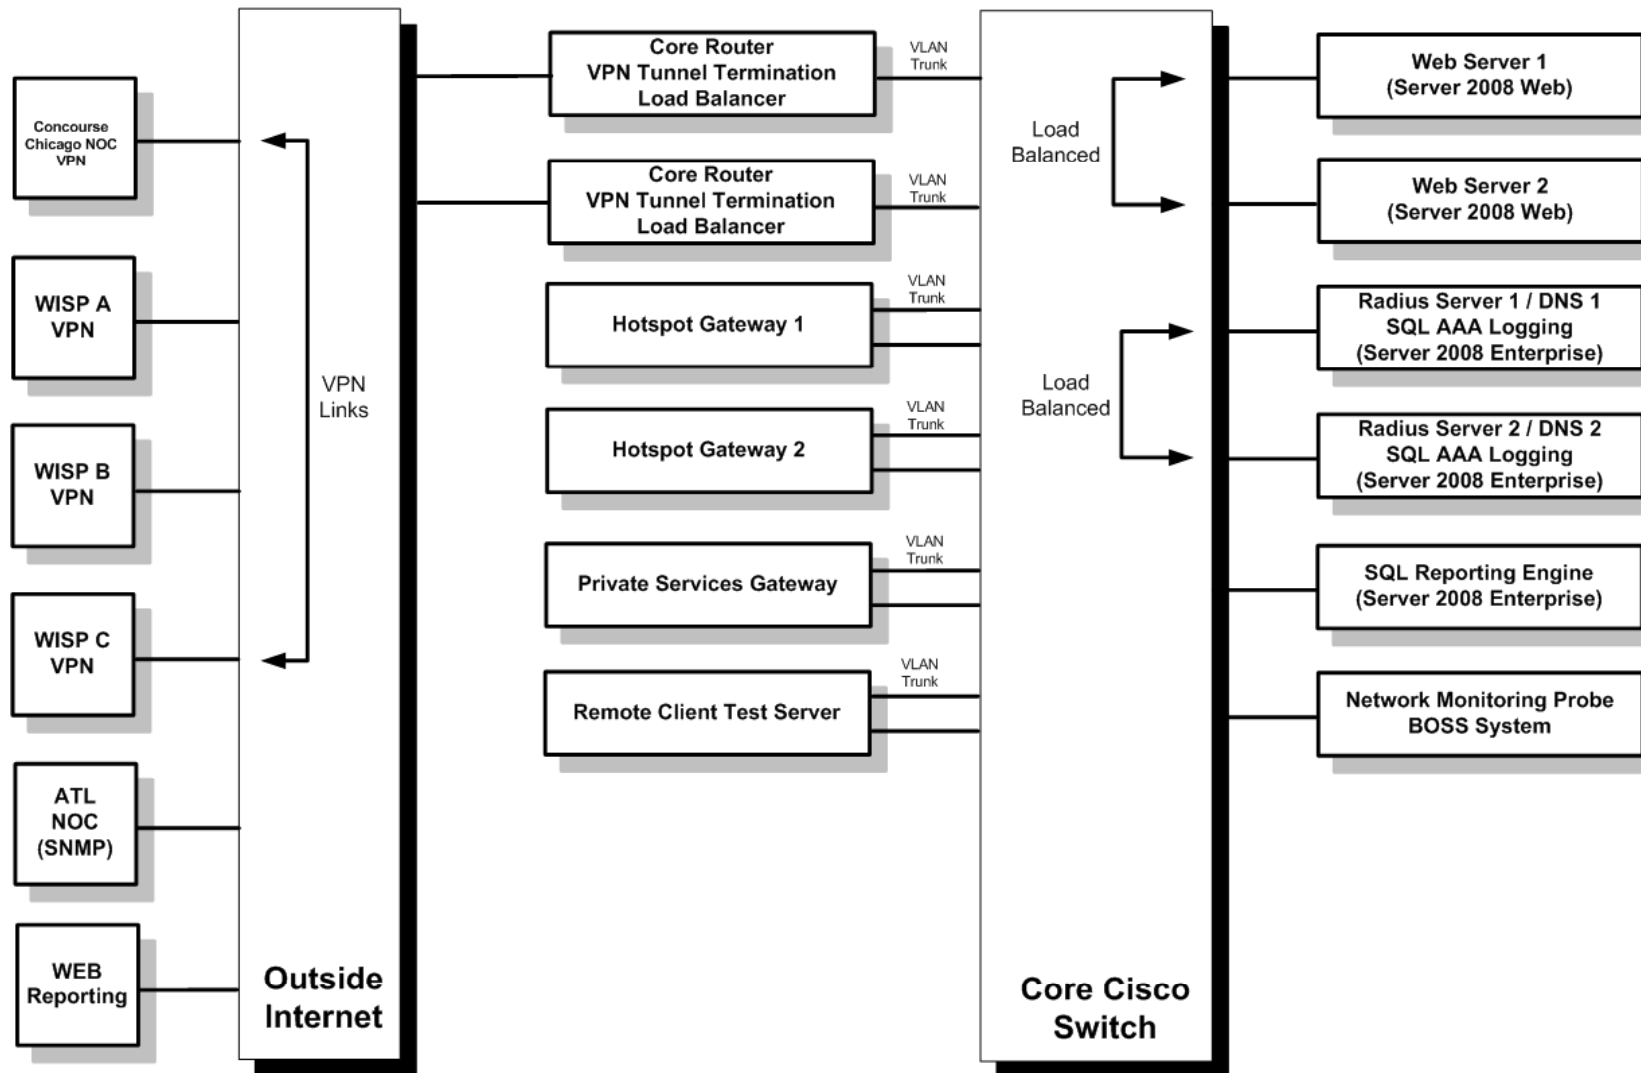 Concourse
Chicago NOC
VPN
WISP A
VPN
WISP B
VPN
WISP C
VPN
ATL
NOC
(SNMP)
WEB
Reporting
VPN
Links
Outside
Internet
Core Router
VPN Tunnel Termination
Load Balancer
VLAN
Trunk
Core Router
VPN Tunnel Termination
Load Balancer
VLAN
Trunk
Hotspot Gateway 1
VLAN
Trunk
Hotspot Gateway 2
VLAN
Trunk
Private Services Gateway
VLAN
Trunk
Remote Client Test Server
VLAN
Trunk
Load
Balanced
Load
Balanced
Core Cisco
Switch
Web Server 1
(Server 2008 Web)
Web Server 2
(Server 2008 Web)
Radius Server 1 / DNS 1
SQL AAA Logging
(Server 2008 Enterprise)
Radius Server 2 / DNS 2
SQL AAA Logging
(Server 2008 Enterprise)
SQL Reporting Engine
(Server 2008 Enterprise)
Network Monitoring Probe
BOSS System